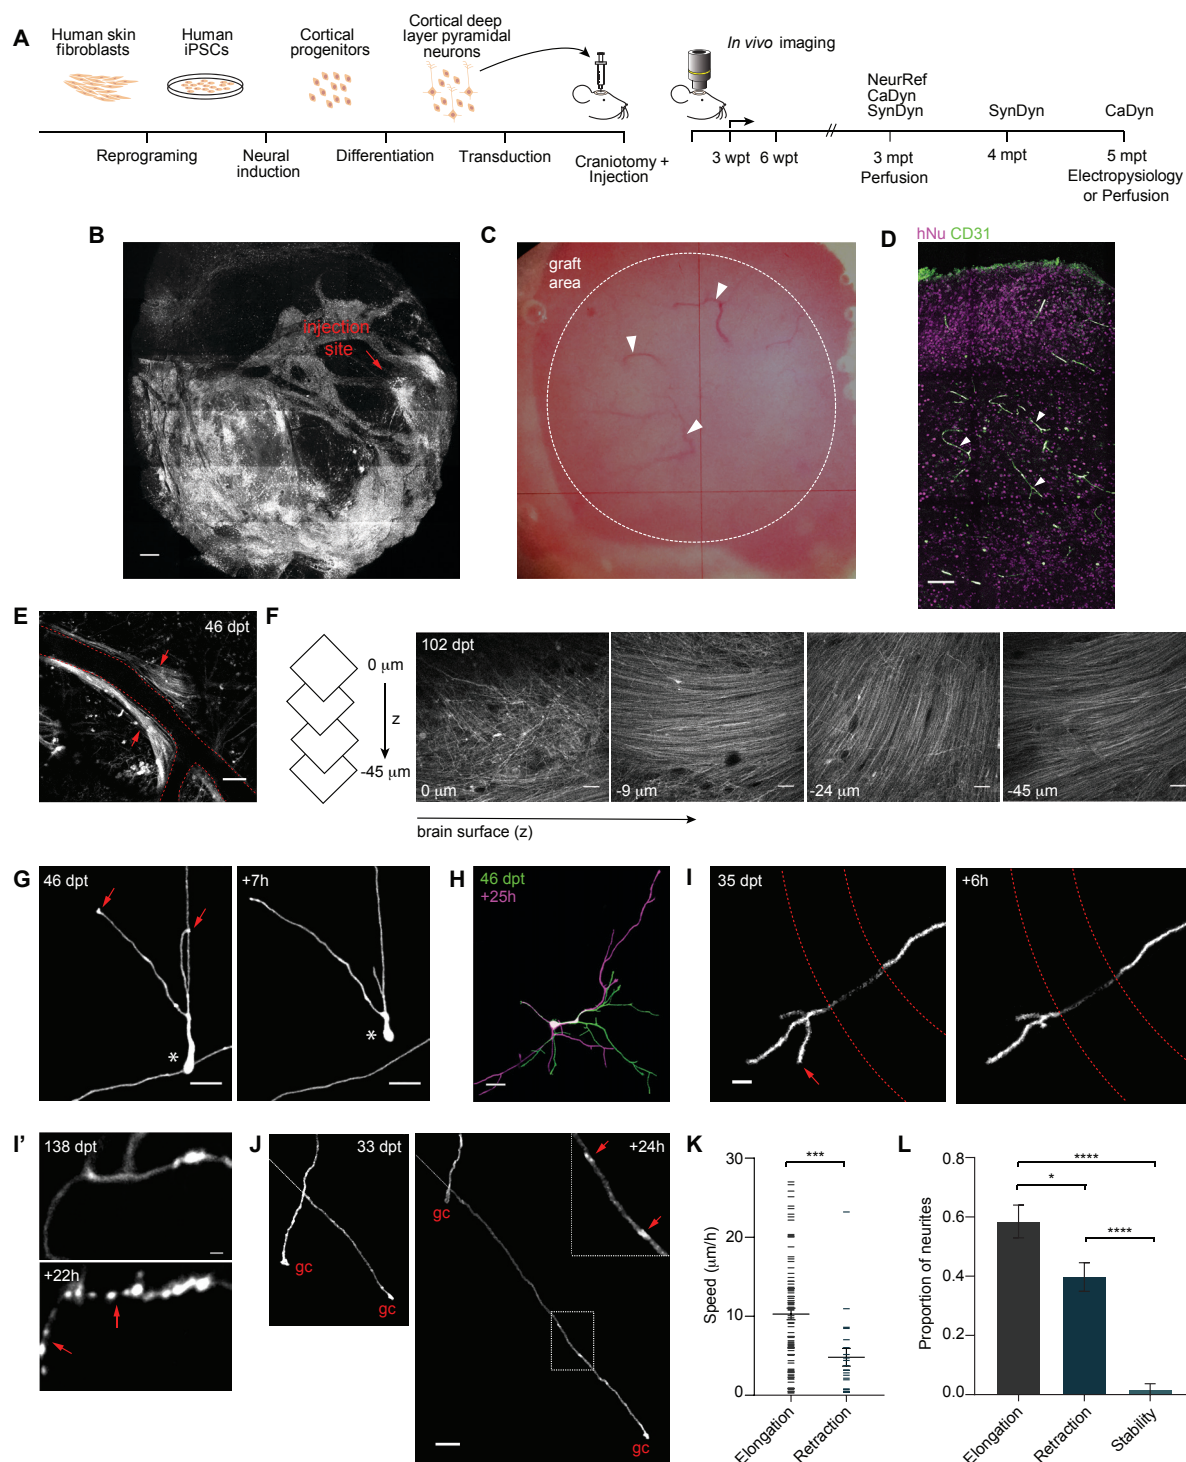 A
Human skin
fibroblasts
Human
iPSCs
Cortical
progenitors
Cortical deep
layer pyramidal
neurons
In vivo imaging
NeurRef
CaDyn
SynDyn
SynDyn
CaDyn
Reprograming
Neural
induction
Differentiation
Transduction
Craniotomy +
Injection
3 wpt
6 wpt
3 mpt
Perfusion
4 mpt
5 mpt
Electropysiology
or Perfusion
B
injection
site
C
graft
area
D
hNu CD31
E
46 dpt
F
0 µm
z
-45 µm
102 dpt
0 µm
-9 µm
-24 µm
-45 µm
brain surface (z)
G
46 dpt
*
+7h
*
H
46 dpt
+25h
I
35 dpt
+6h
I'
138 dpt
+22h
J
33 dpt
gc
gc
+24h
gc
gc
K
Speed (µm/h)
30
20
10
0
***
Elongation
Retraction
L
Proportion of neurites
0.8
0.6
0.4
0.2
0.0
****
*
****
Elongation
Retraction
Stability